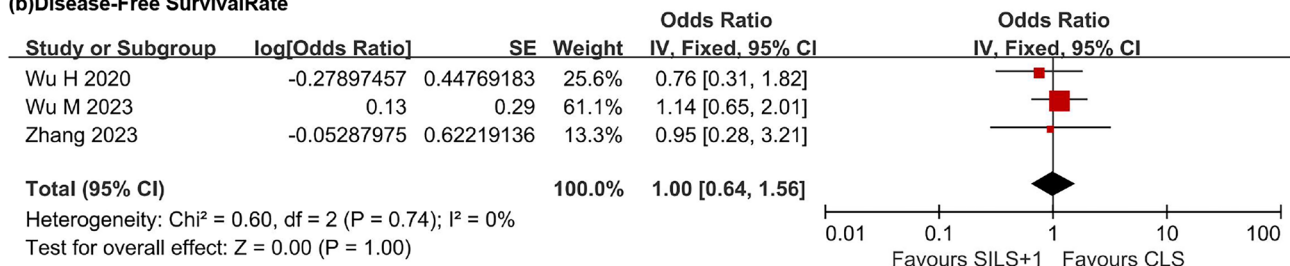 (b)Disease-Free SurvivalRate
Odds Ratio Odds Ratio
Study or Subgroup log[Odds Ratio] SE Weight IV, Fixed, 95% CI IV, Fixed, 95% CI
Wu H 2020 -0.27897457 0.44769183 25.6% 0.76 [0.31, 1.82]
Wu M 2023 0.13 0.29 61.1% 1.14 [0.65, 2.01]
Zhang 2023 -0.05287975 0.62219136 13.3% 0.95 [0.28, 3.21]
Total (95% CI) 100.0% 1.00 [0.64, 1.56]
Heterogeneity: Chi² = 0.60, df = 2 (P = 0.74); I² = 0%
Test for overall effect: Z = 0.00 (P = 1.00)
0.01 0.1 1 10 100
Favours SILS+1 Favours CLS